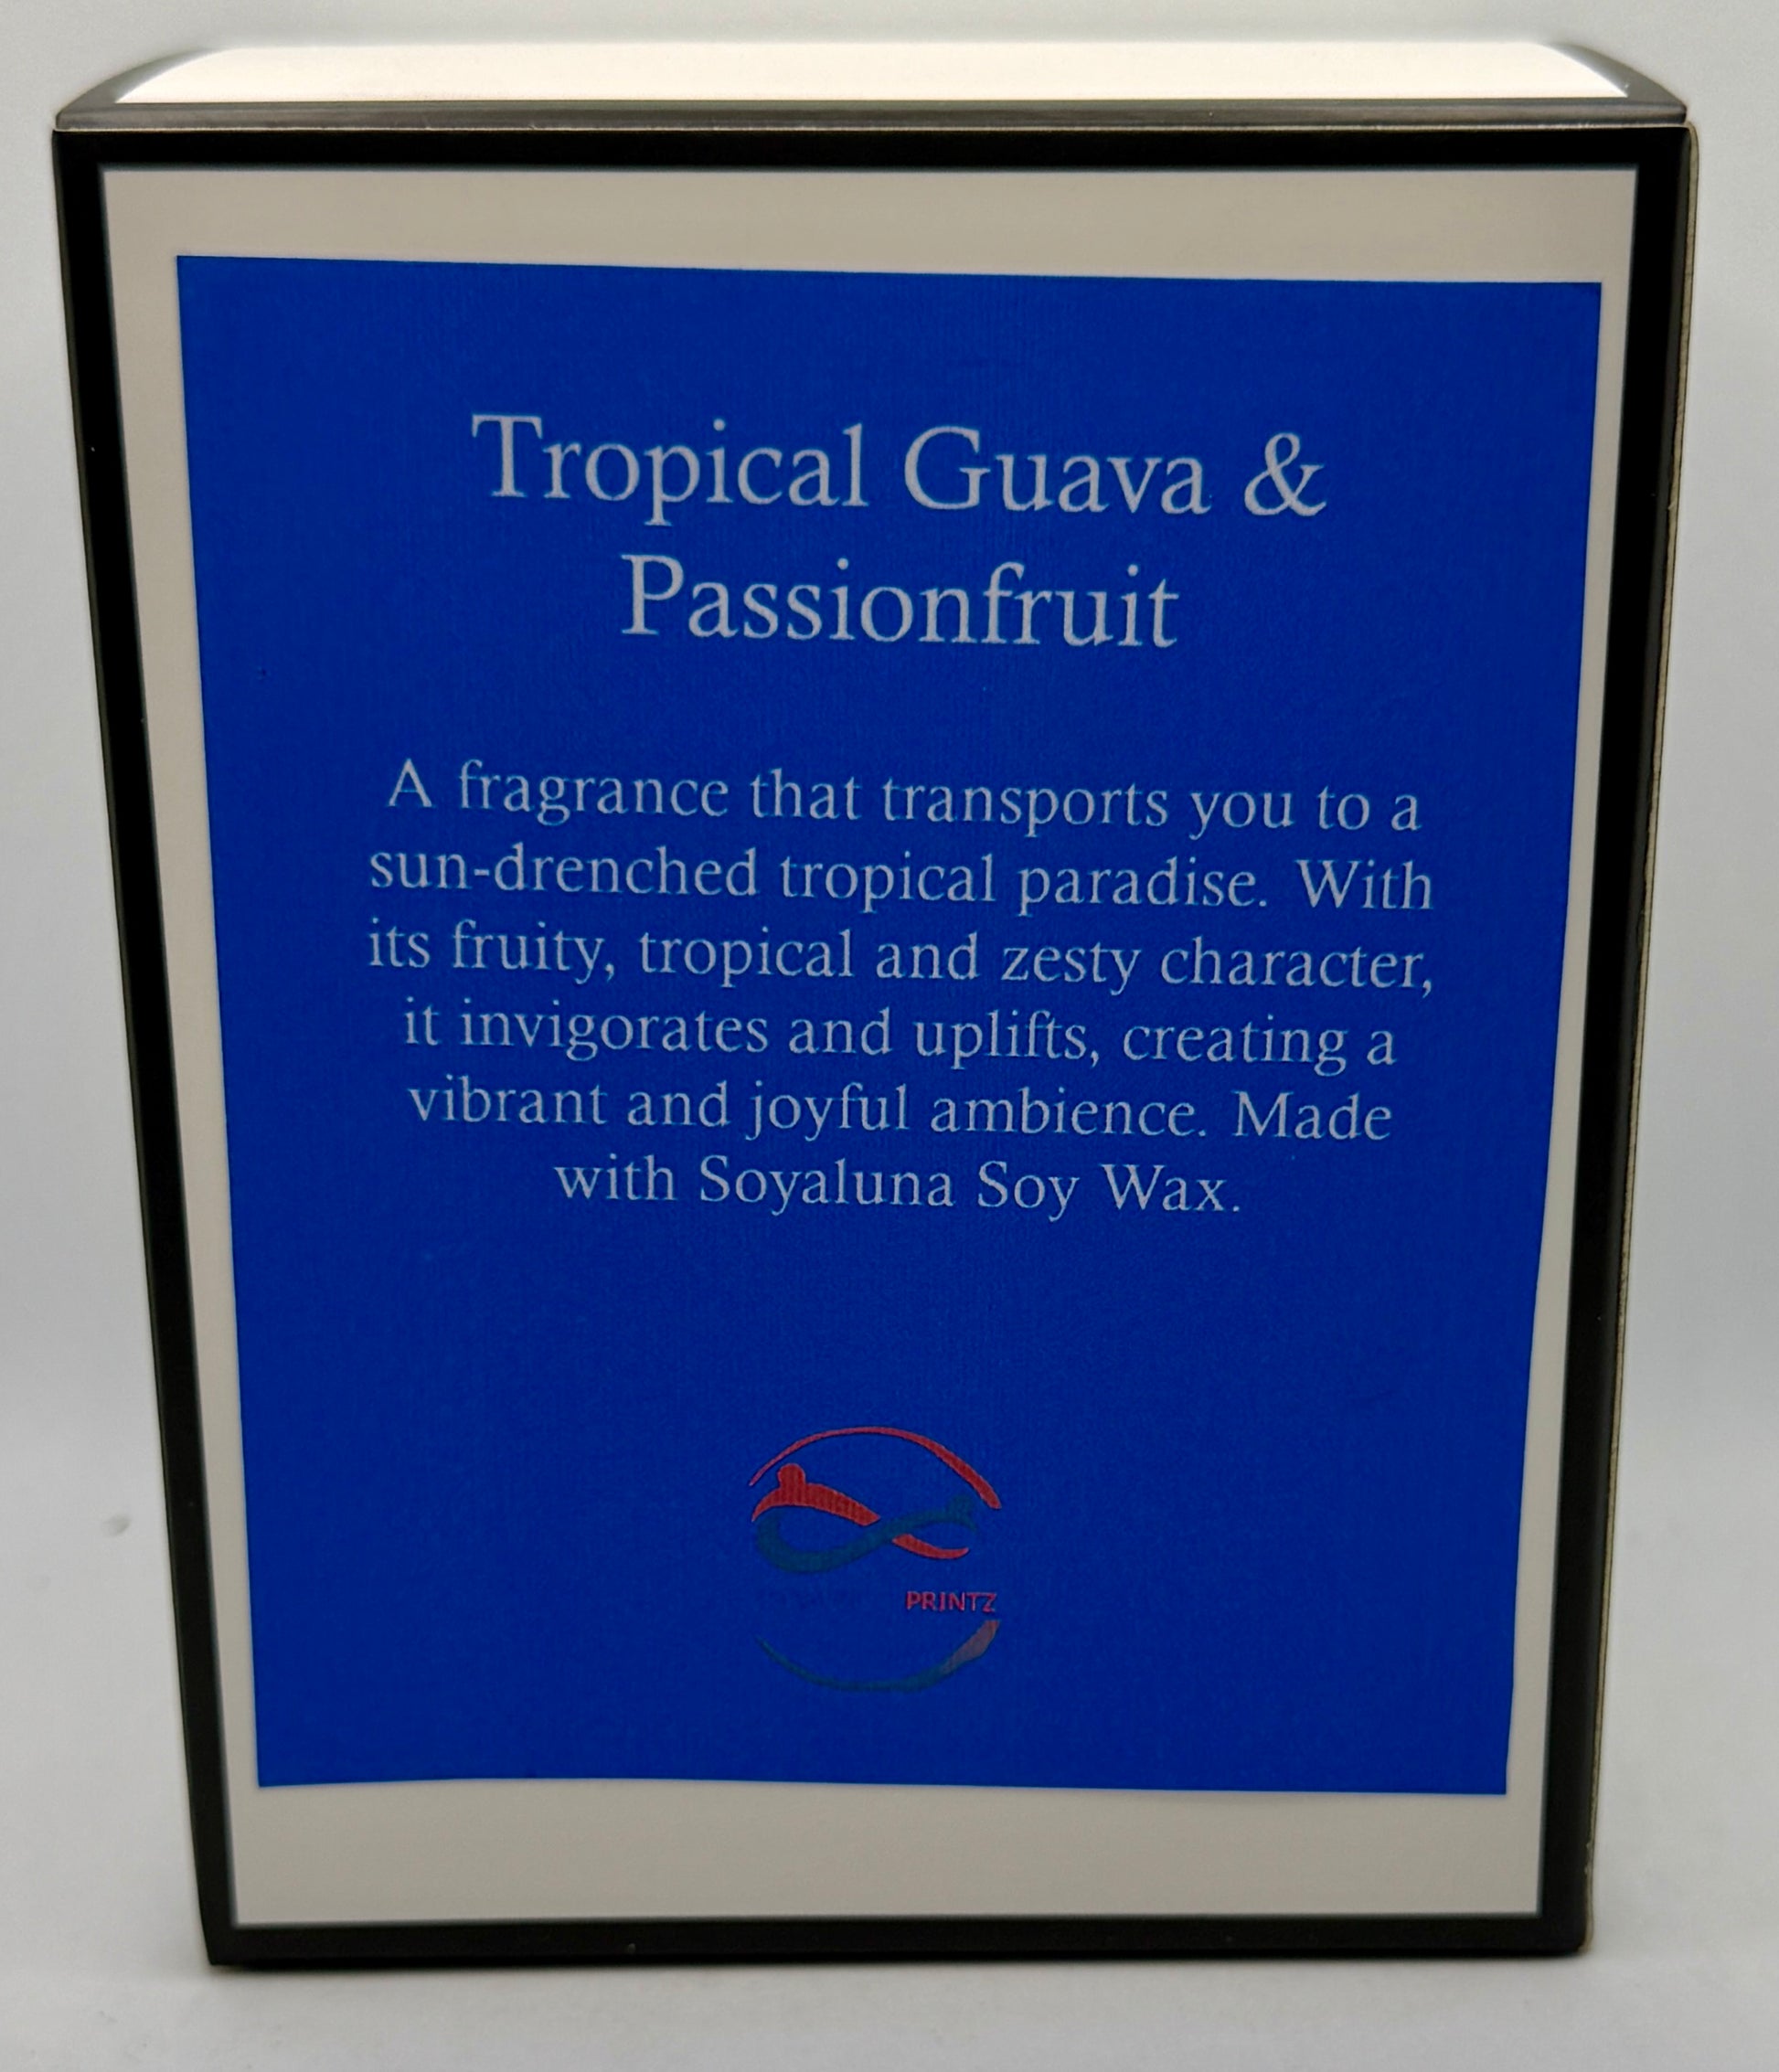 Tropical Guava &
Passionfruit
A fragrance that transports you to a
sun-drenched tropical paradise. With
its fruity, tropical and zesty character,
it invigorates and uplifts, creating a
vibrant and joyful ambience. Made
with Soyaluna Soy Wax.
PRINTZ